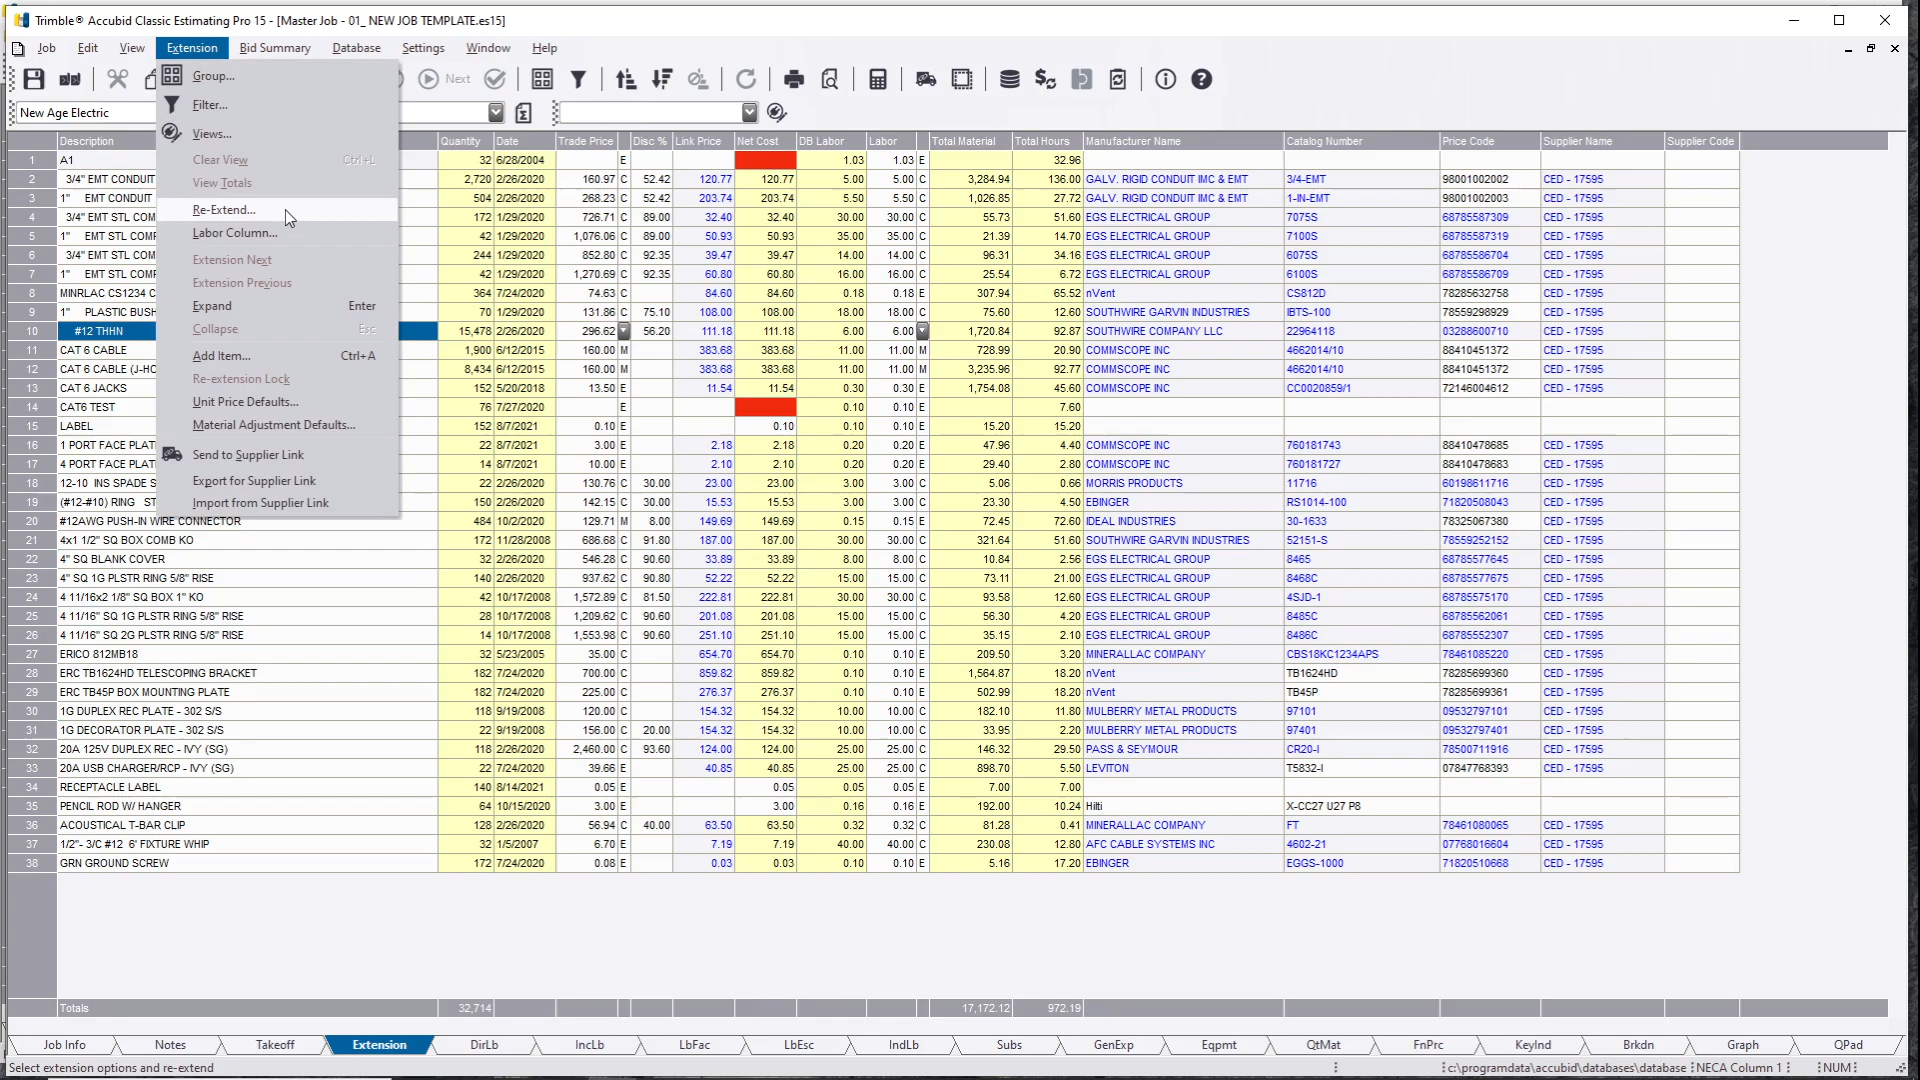 Trimble® Accubid Classic Estimating Pro 15 - [Master Job - 01_ NEW JOB TEMPLATE.es15]
Job Edit View Extension Bid Summary Database Settings Window Help
Next
New Age Electric
Group...
Filter...
Views...
Clear View Ctrl+L
View Totals
Re-Extend...
Labor Column...
Extension Next
Extension Previous
Expand Enter
Collapse Esc
Add Item... Ctrl+A
Re-extension Lock
Unit Price Defaults...
Material Adjustment Defaults...
Send to Supplier Link
Export for Supplier Link
Import from Supplier Link
Description Quantity Date Trade Price Disc % Link Price Net Cost DB Labor Labor Total Material Total Hours Manufacturer Name Catalog Number Price Code Supplier Name Supplier Code
1 A1 32 6/28/2004 E 1.03 1.03 E 32.96
2 3/4" EMT CONDUIT 2,720 2/26/2020 160.97 C 52.42 120.77 120.77 5.00 5.00 C 3,284.94 136.00 GALV. RIGID CONDUIT IMC & EMT 3/4-EMT 98001002002 CED - 17595
3 1" EMT CONDUIT 504 2/26/2020 268.23 C 52.42 203.74 203.74 5.50 5.50 C 1,026.85 27.72 GALV. RIGID CONDUIT IMC & EMT 1-IN-EMT 98001002003 CED - 17595
4 3/4" EMT STL COM 172 1/29/2020 726.71 C 89.00 32.40 32.40 30.00 30.00 C 55.73 51.60 EGS ELECTRICAL GROUP 7075S 68785587309 CED - 17595
5 1" EMT STL COMP 42 1/29/2020 1,076.06 C 89.00 50.93 50.93 35.00 35.00 C 21.39 14.70 EGS ELECTRICAL GROUP 7100S 68785587319 CED - 17595
6 3/4" EMT STL COM 244 1/29/2020 852.80 C 92.35 39.47 39.47 14.00 14.00 C 96.31 34.16 EGS ELECTRICAL GROUP 6075S 68785586704 CED - 17595
7 1" EMT STL COMP 42 1/29/2020 1,270.69 C 92.35 60.80 60.80 16.00 16.00 C 25.54 6.72 EGS ELECTRICAL GROUP 6100S 68785586709 CED - 17595
8 MINRLAC CS1234 C 364 7/24/2020 74.63 C 84.60 84.60 0.18 0.18 E 307.94 65.52 nVent CS812D 78285632758 CED - 17595
9 1" PLASTIC BUSH 70 1/29/2020 131.86 C 75.10 108.00 108.00 18.00 18.00 C 75.60 12.60 SOUTHWIRE GARVIN INDUSTRIES IBTS-100 78559298929 CED - 17595
10 #12 THHN 15,478 2/26/2020 296.62 56.20 111.18 111.18 6.00 6.00 1,720.84 92.87 SOUTHWIRE COMPANY LLC 22964118 03288600710 CED - 17595
11 CAT 6 CABLE 1,900 6/12/2015 160.00 M 383.68 383.68 11.00 11.00 M 728.99 20.90 COMMSCOPE INC 4662014/10 88410451372 CED - 17595
12 CAT 6 CABLE (J-HO 8,434 6/12/2015 160.00 M 383.68 383.68 11.00 11.00 M 3,235.96 92.77 COMMSCOPE INC 4662014/10 88410451372 CED - 17595
13 CAT 6 JACKS 152 5/20/2018 13.50 E 11.54 11.54 0.30 0.30 E 1,754.08 45.60 COMMSCOPE INC CC0020859/1 72146004612 CED - 17595
14 CAT6 TEST 76 7/27/2020 E 0.10 0.10 E 7.60
15 LABEL 152 8/7/2021 0.10 E 0.10 0.10 0.10 E 15.20 15.20
16 1 PORT FACE PLAT 22 8/7/2021 3.00 E 2.18 2.18 0.20 0.20 E 47.96 4.40 COMMSCOPE INC 760181743 88410478685 CED - 17595
17 4 PORT FACE PLAT 14 8/7/2021 10.00 E 2.10 2.10 0.20 0.20 E 29.40 2.80 COMMSCOPE INC 760181727 88410478683 CED - 17595
18 12-10 INS SPADE S 22 2/26/2020 130.76 C 30.00 23.00 23.00 3.00 3.00 C 5.06 0.66 MORRIS PRODUCTS 11716 60198611716 CED - 17595
19 (#12-#10) RING ST 150 2/26/2020 142.15 C 30.00 15.53 15.53 3.00 3.00 C 23.30 4.50 EBINGER RS1014-100 71820508043 CED - 17595
20 #12AWG PUSH-IN WIRE CONNECTOR 484 10/2/2020 129.71 M 8.00 149.69 149.69 0.15 0.15 E 72.45 72.60 IDEAL INDUSTRIES 30-1633 78325067380 CED - 17595
21 4x1 1/2" SQ BOX COMB KO 172 11/28/2008 686.68 C 91.80 187.00 187.00 30.00 30.00 C 321.64 51.60 SOUTHWIRE GARVIN INDUSTRIES 52151-S 78559252152 CED - 17595
22 4" SQ BLANK COVER 32 2/26/2020 546.28 C 90.60 33.89 33.89 8.00 8.00 C 10.84 2.56 EGS ELECTRICAL GROUP 8465 68785577645 CED - 17595
23 4" SQ 1G PLSTR RING 5/8" RISE 140 2/26/2020 937.62 C 90.80 52.22 52.22 15.00 15.00 C 73.11 21.00 EGS ELECTRICAL GROUP 8468C 68785577675 CED - 17595
24 4 11/16x2 1/8" SQ BOX 1" KO 42 10/17/2008 1,572.89 C 81.50 222.81 222.81 30.00 30.00 C 93.58 12.60 EGS ELECTRICAL GROUP 4SJD-1 68785575170 CED - 17595
25 4 11/16" SQ 1G PLSTR RING 5/8" RISE 28 10/17/2008 1,209.62 C 90.60 201.08 201.08 15.00 15.00 C 56.30 4.20 EGS ELECTRICAL GROUP 8485C 68785562061 CED - 17595
26 4 11/16" SQ 2G PLSTR RING 5/8" RISE 14 10/17/2008 1,553.98 C 90.60 251.10 251.10 15.00 15.00 C 35.15 2.10 EGS ELECTRICAL GROUP 8486C 68785552307 CED - 17595
27 ERICO 812MB18 32 5/23/2005 35.00 C 654.70 654.70 0.10 0.10 E 209.50 3.20 MINERALLAC COMPANY CBS18KC1234APS 78461085220 CED - 17595
28 ERC TB1624HD TELESCOPING BRACKET 182 7/24/2020 700.00 C 859.82 859.82 0.10 0.10 E 1,564.87 18.20 nVent TB1624HD 78285699360 CED - 17595
29 ERC TB45P BOX MOUNTING PLATE 182 7/24/2020 225.00 C 276.37 276.37 0.10 0.10 E 502.99 18.20 nVent TB45P 78285699361 CED - 17595
30 1G DUPLEX REC PLATE - 302 S/S 118 9/19/2008 120.00 C 154.32 154.32 10.00 10.00 C 182.10 11.80 MULBERRY METAL PRODUCTS 97101 09532797101 CED - 17595
31 1G DECORATOR PLATE - 302 S/S 22 9/19/2008 156.00 C 20.00 154.32 154.32 10.00 10.00 C 33.95 2.20 MULBERRY METAL PRODUCTS 97401 09532797401 CED - 17595
32 20A 125V DUPLEX REC - IVY (SG) 118 2/26/2020 2,460.00 C 93.60 124.00 124.00 25.00 25.00 C 146.32 29.50 PASS & SEYMOUR CR20-I 78500711916 CED - 17595
33 20A USB CHARGER/RCP - IVY (SG) 22 7/24/2020 39.66 E 40.85 40.85 25.00 25.00 C 898.70 5.50 LEVITON T5832-I 07847768393 CED - 17595
34 RECEPTACLE LABEL 140 8/14/2021 0.05 E 0.05 0.05 0.05 E 7.00 7.00
35 PENCIL ROD W/ HANGER 64 10/15/2020 3.00 E 3.00 0.16 0.16 E 192.00 10.24 Hilti X-CC27 U27 P8
36 ACOUSTICAL T-BAR CLIP 128 2/26/2020 56.94 C 40.00 63.50 63.50 0.32 0.32 C 81.28 0.41 MINERALLAC COMPANY FT 78461080065 CED - 17595
37 1/2"- 3/C #12 6' FIXTURE WHIP 32 1/5/2007 6.70 E 7.19 7.19 40.00 40.00 C 230.08 12.80 AFC CABLE SYSTEMS INC 4602-21 07768016604 CED - 17595
38 GRN GROUND SCREW 172 7/24/2020 0.08 E 0.03 0.03 0.10 0.10 E 5.16 17.20 EBINGER EGGS-1000 71820510668 CED - 17595
Totals 32,714 17,172.12 972.19
Job Info Notes Takeoff Extension DirLb IncLb LbFac LbEsc IndLb Subs GenExp Eqpmt QtMat FnPrc KeyInd Brkdn Graph QPad
Select extension options and re-extend c:\programdata\accubid\databases\database NECA Column 1 NUM